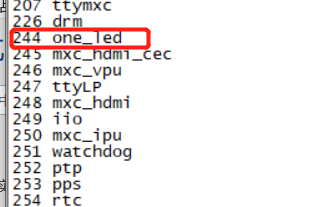 207 ttymxc
226 drm
244 one_led
245 mxc_hdmi_cec
246 mxc_vpu
247 ttyLP
248 mxc_hdmi
249 iio
250 mxc_ipu
251 watchdog
252 ptp
253 pps
254 rtc